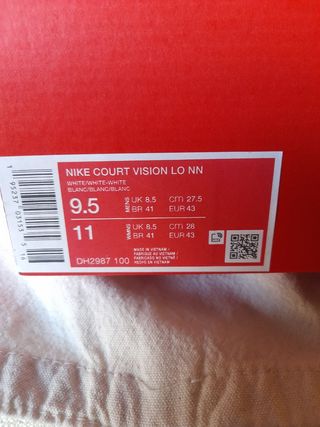 NIKE COURT VISION LO NN
WHITE/WHITE-WHITE
BLANC/BLANC/BLANC
9.5 MENS UK 8.5 cm 27.5
BR 41 EUR 43
11 WMNS UK 8.5 cm 28
BR 41 EUR 43
DH2987 100
MADE IN VIETNAM /
FABRIQUÉ AU VIETNAM /
FABRICADO NO VIETNÃ /
HECHO EN VIETNAM